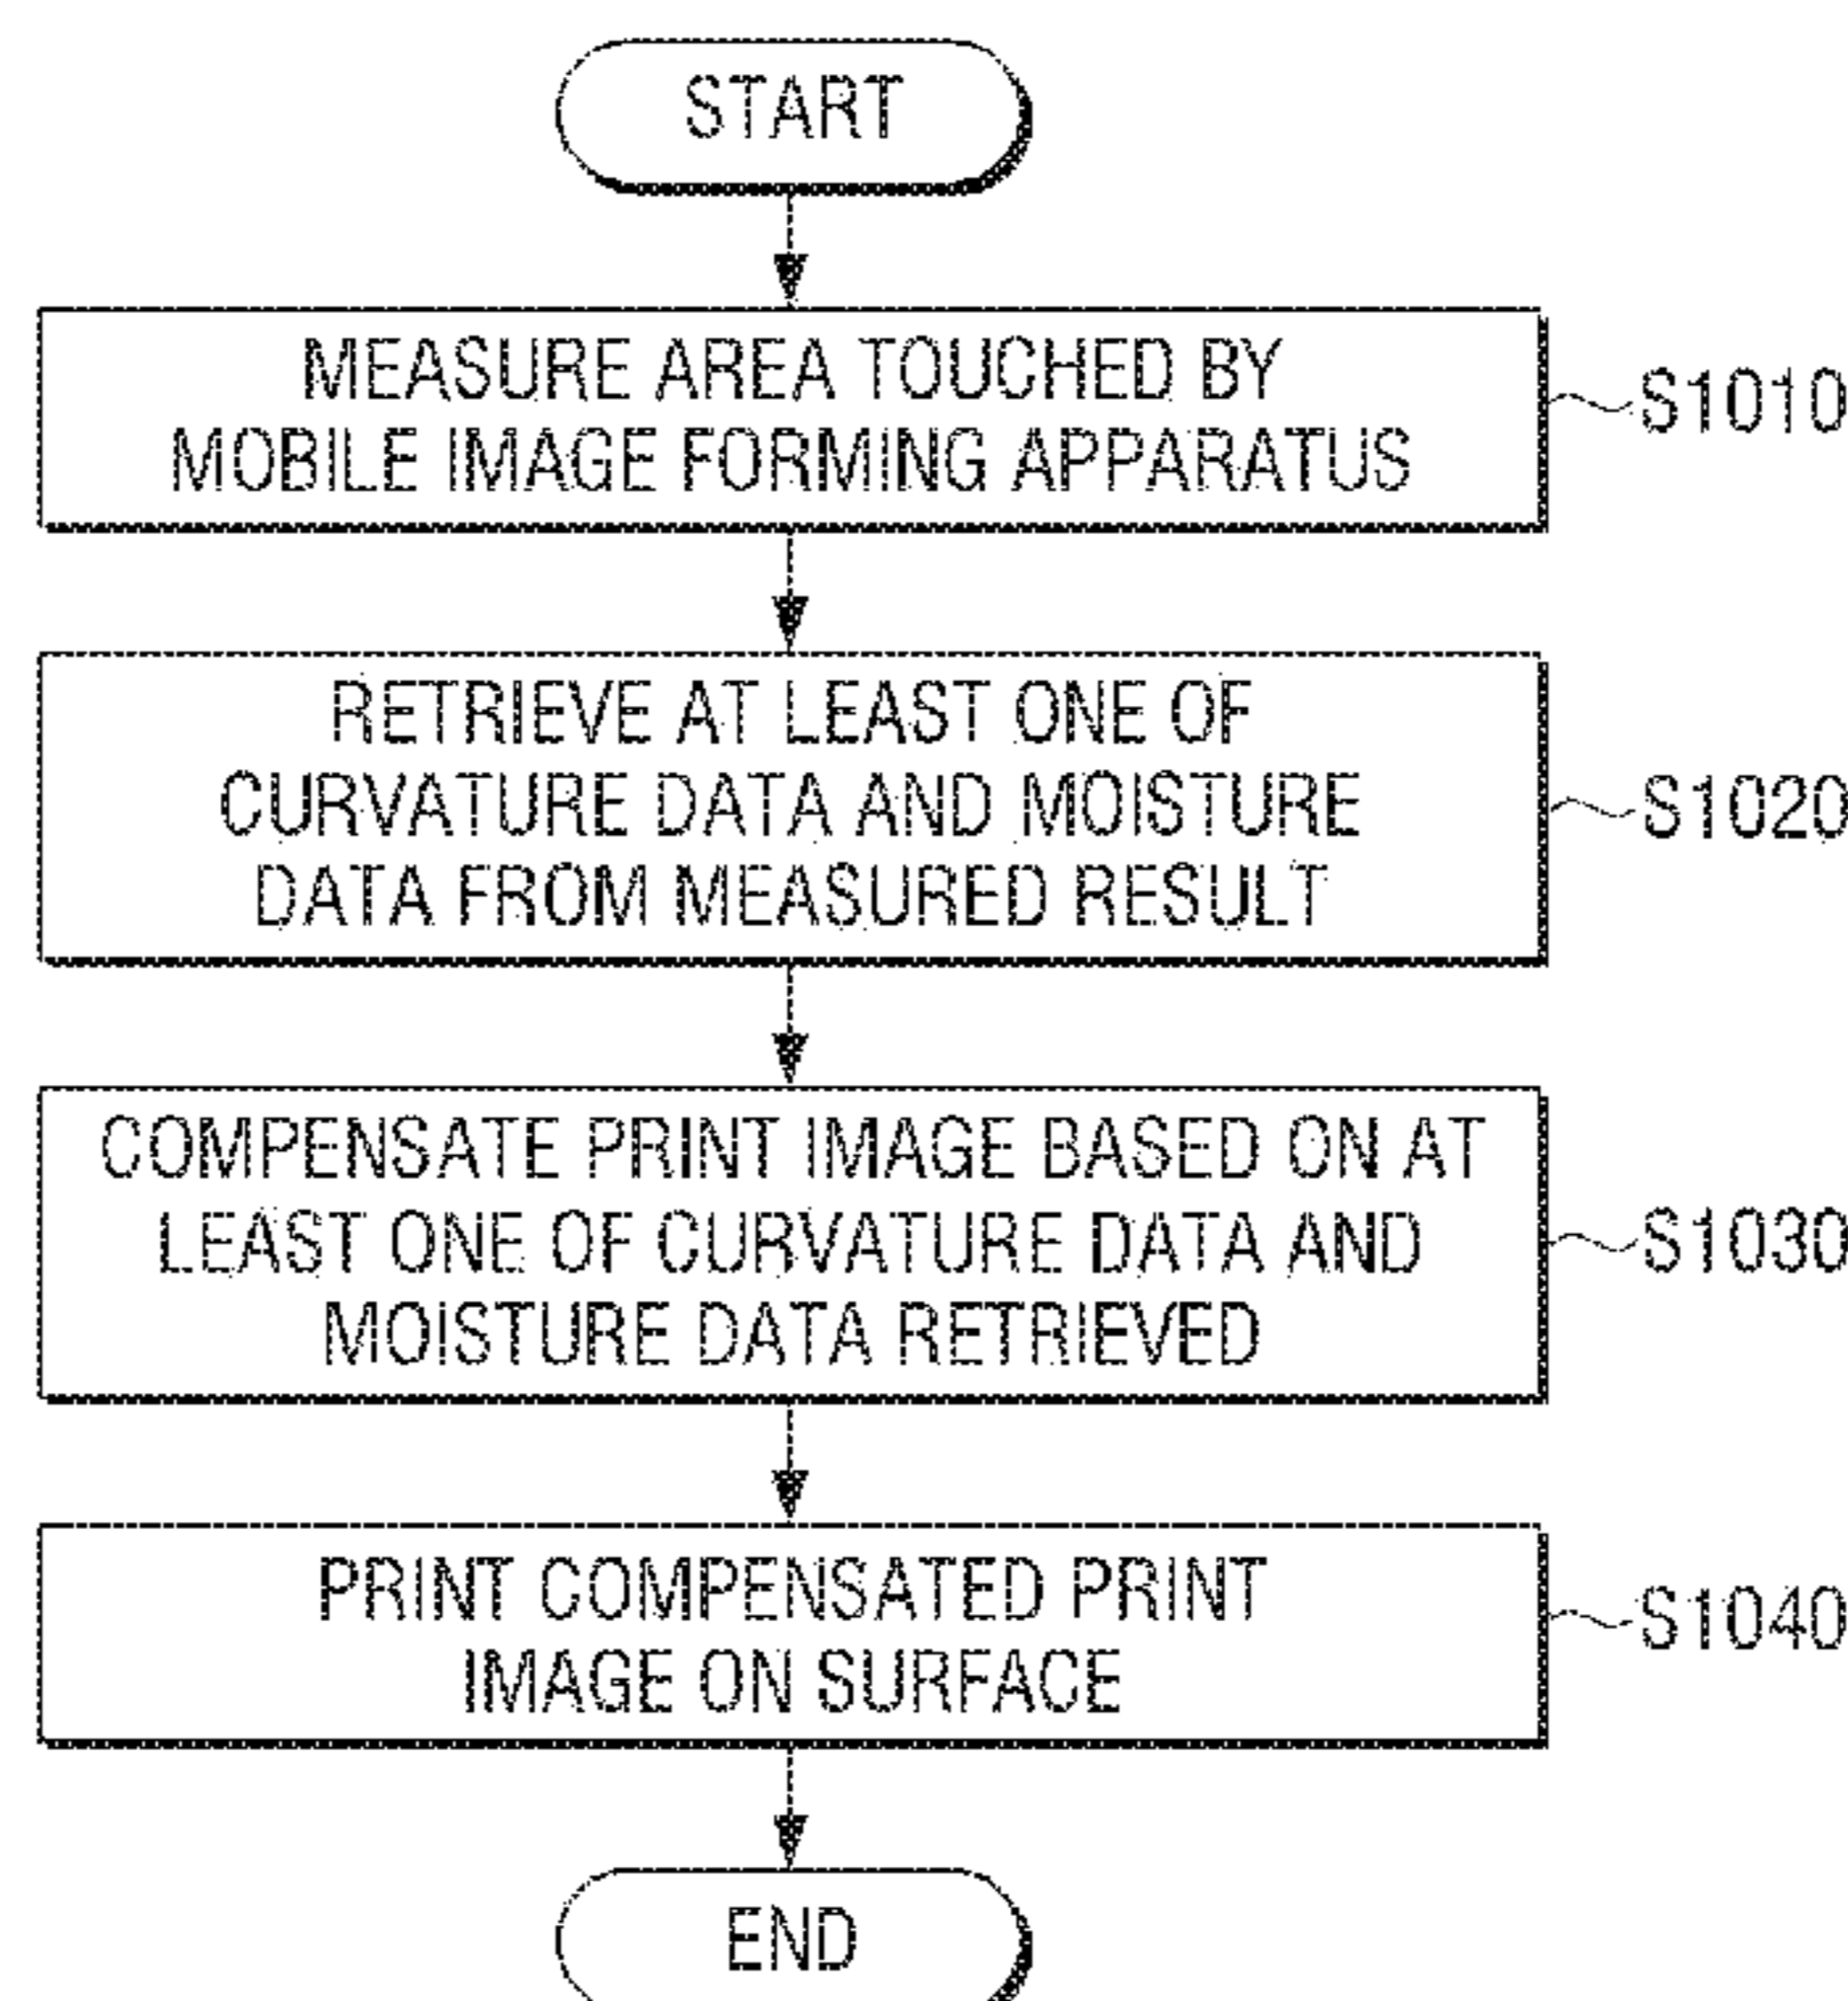 START
MEASURE AREA TOUCHED BY
MOBILE IMAGE FORMING APPARATUS
S1010
RETRIEVE AT LEAST ONE OF
CURVATURE DATA AND MOISTURE
DATA FROM MEASURED RESULT
S1020
COMPENSATE PRINT IMAGE BASED ON AT
LEAST ONE OF CURVATURE DATA AND
MOISTURE DATA RETRIEVED
S1030
PRINT COMPENSATED PRINT
IMAGE ON SURFACE
S1040
END